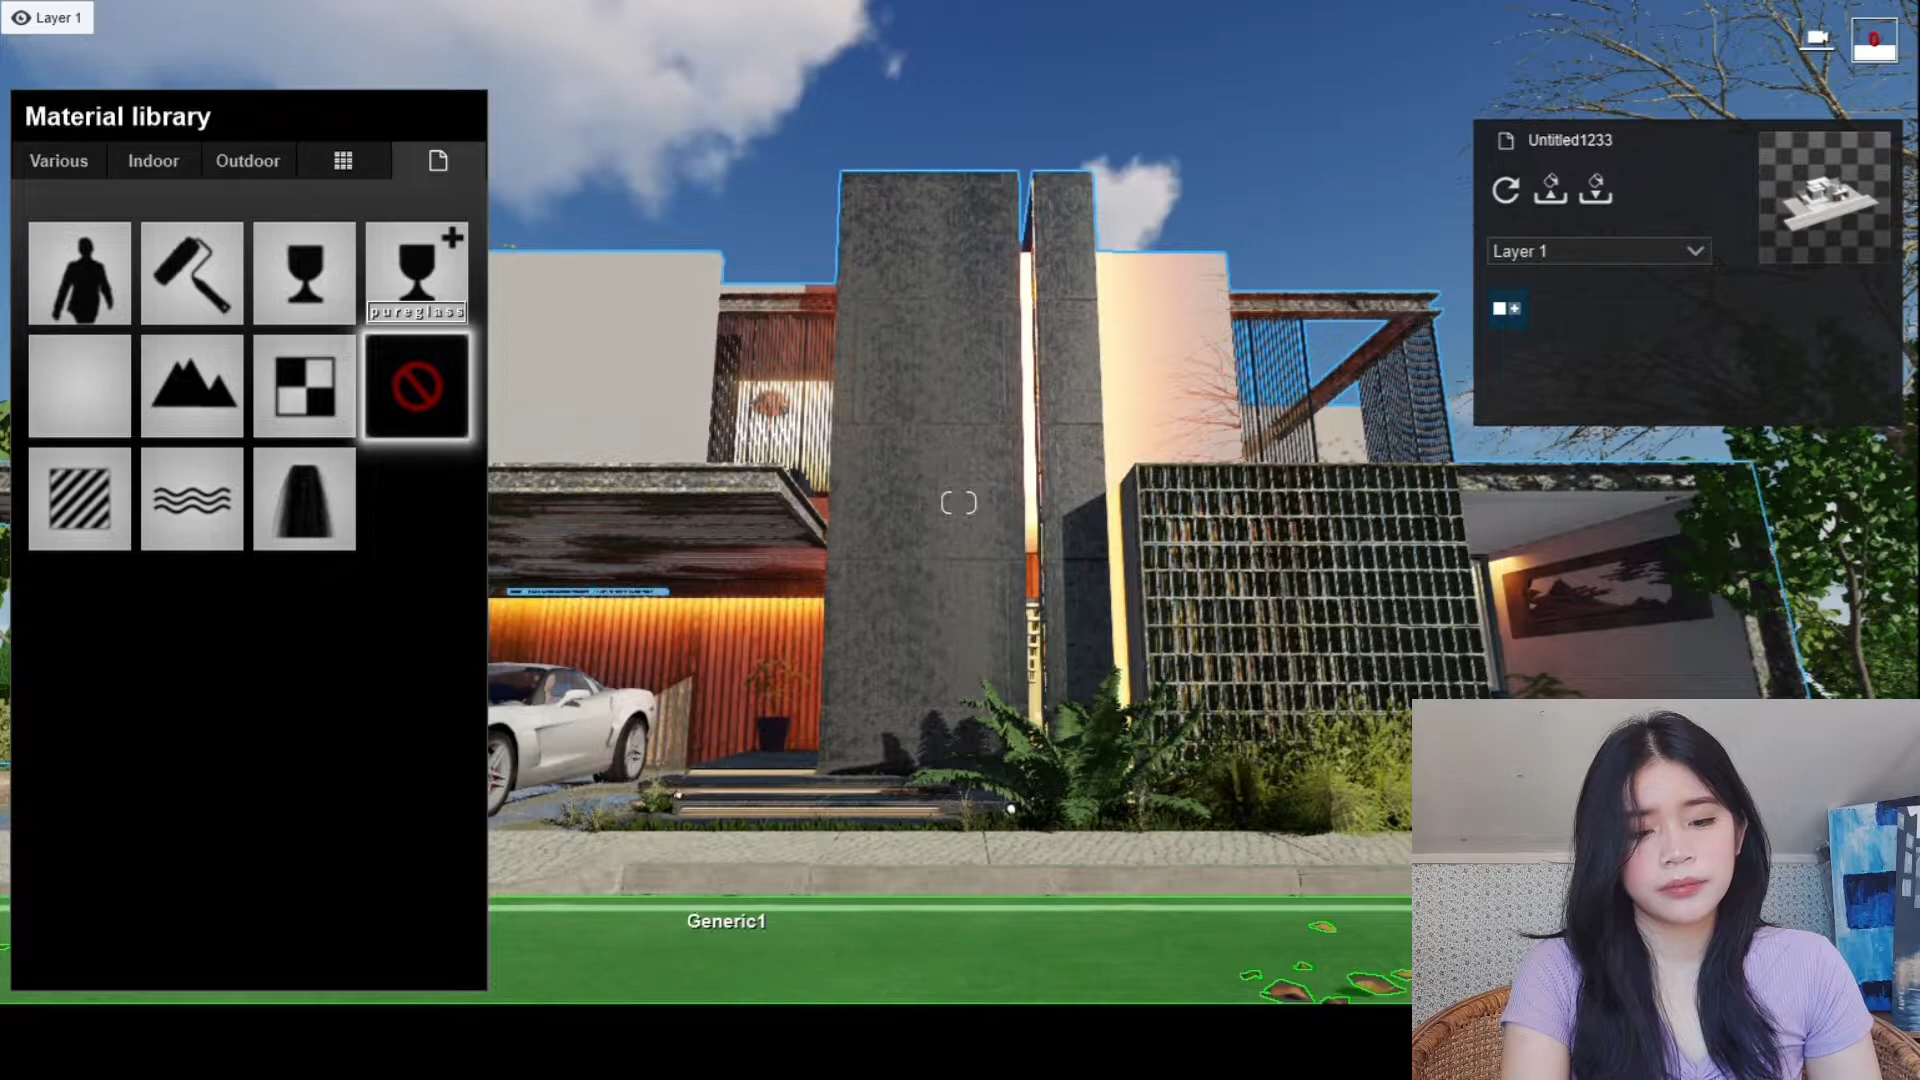 Layer 1
Material library
Various
Indoor
Outdoor
pureglass
Untitled1233
Layer 1
Generic1